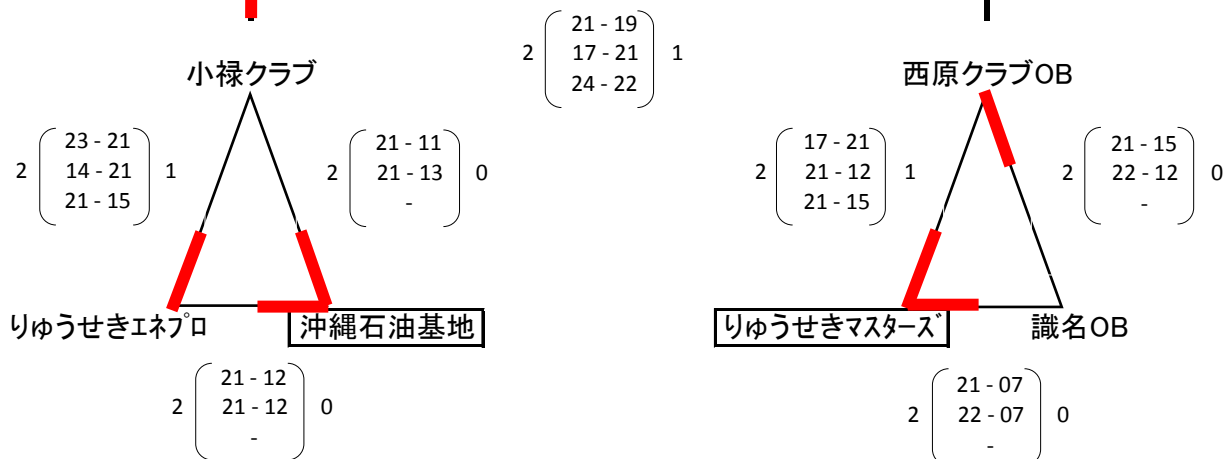 2 21 - 19 1
17 - 21
24 - 22
小禄クラブ
西原クラブOB
2 23 - 21 1
14 - 21
21 - 15
2 21 - 11 0
21 - 13
-
2 17 - 21 1
21 - 12
21 - 15
2 21 - 15 0
22 - 12
-
りゅうせきエネプロ
沖縄石油基地
りゅうせきマスターズ
識名OB
2 21 - 12 0
21 - 12
-
2 21 - 07 0
22 - 07
-